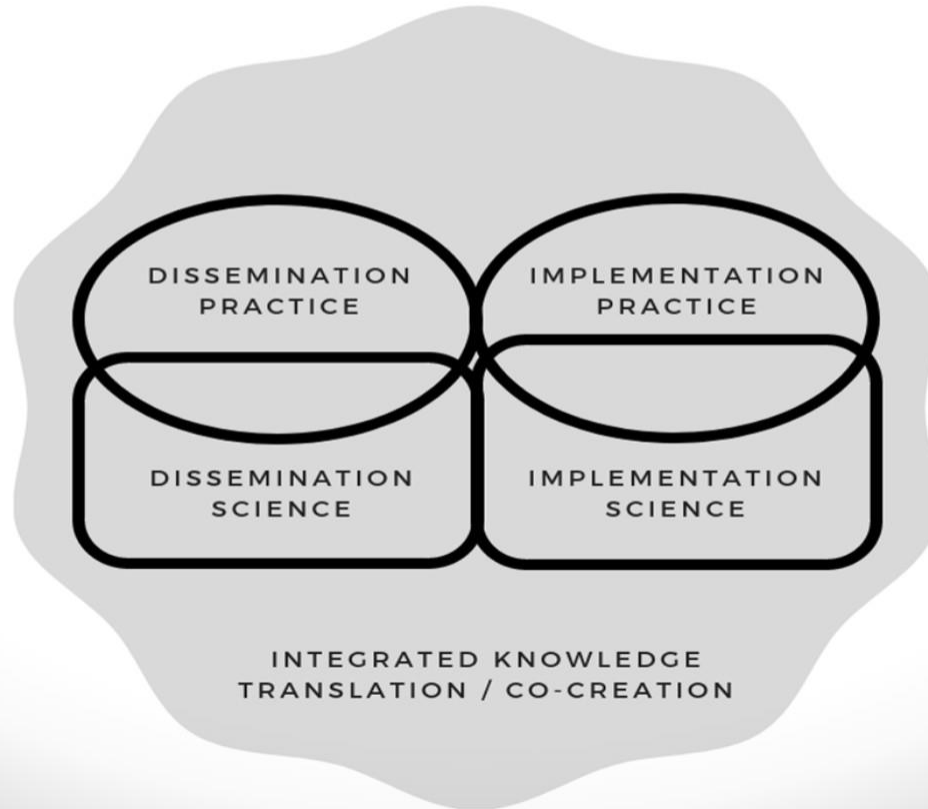 DISSEMINATION
PRACTICE
IMPLEMENTATION
PRACTICE
DISSEMINATION
SCIENCE
IMPLEMENTATION
SCIENCE
INTEGRATED KNOWLEDGE
TRANSLATION / CO-CREATION